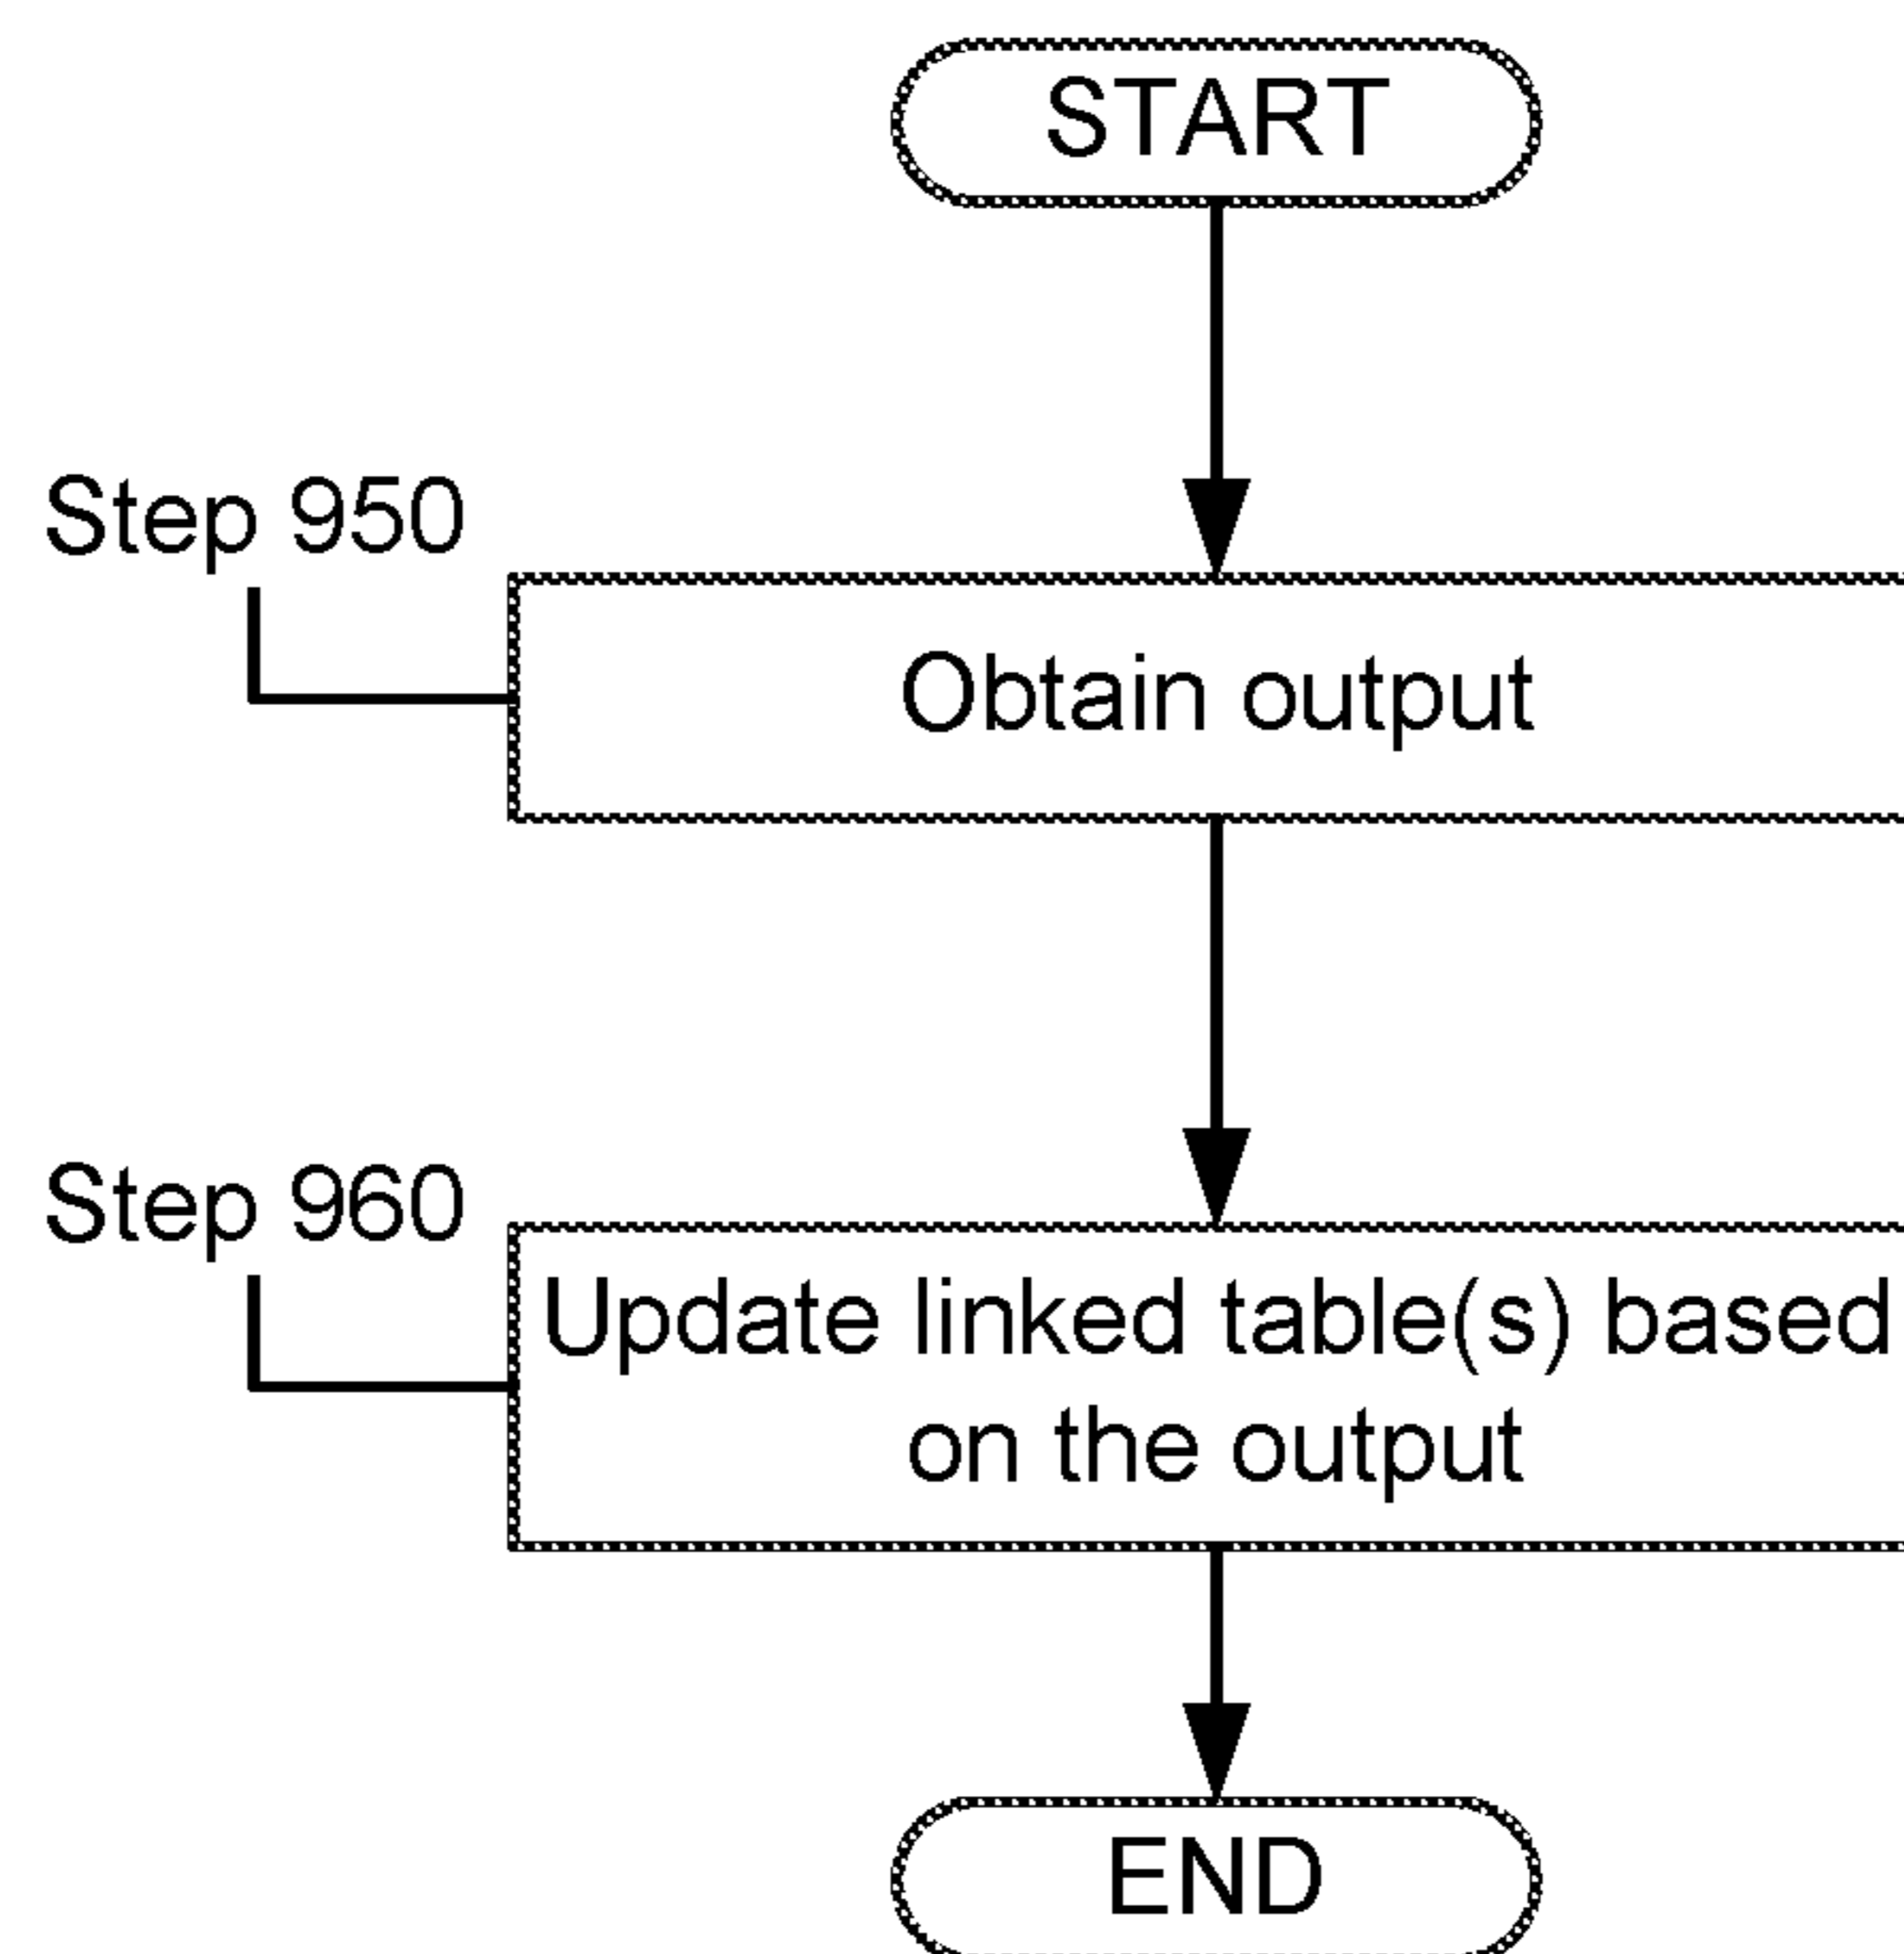 START
Step 950
Obtain output
Step 960
Update linked table(s) based
on the output
END